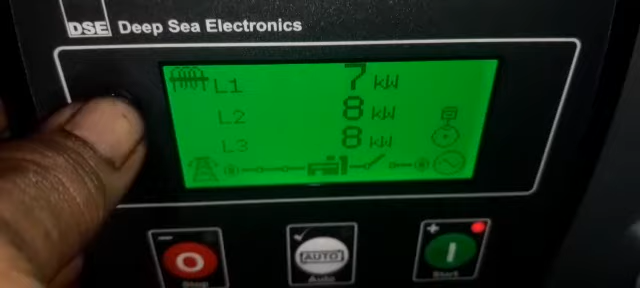 DSE Deep Sea Electronics
L1 7 kW
L2 8 kW
L3 8 kW
AUTO
Stop Auto Start